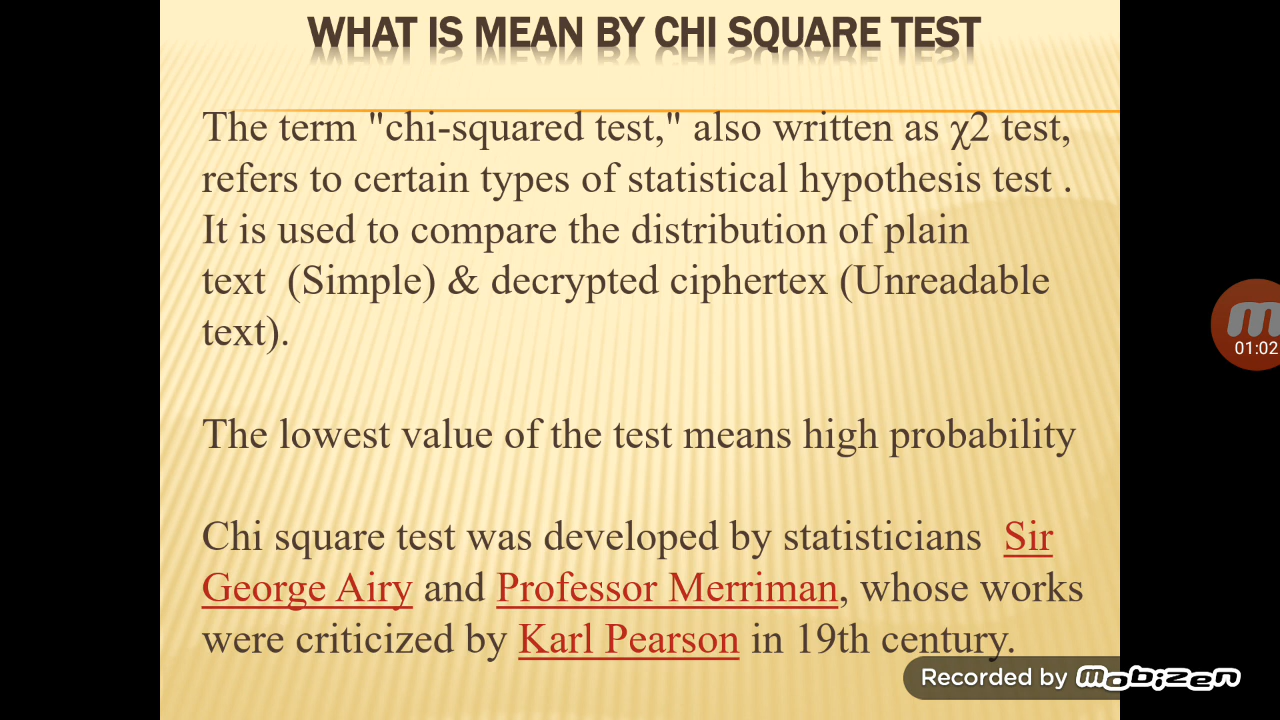 WHAT IS MEAN BY CHI SQUARE TEST
The term "chi-squared test," also written as χ2 test,
refers to certain types of statistical hypothesis test .
It is used to compare the distribution of plain
text (Simple) & decrypted ciphertex (Unreadable
text).
The lowest value of the test means high probability
Chi square test was developed by statisticians Sir
George Airy and Professor Merriman, whose works
were criticized by Karl Pearson in 19th century.
01:02
Recorded by mobizen